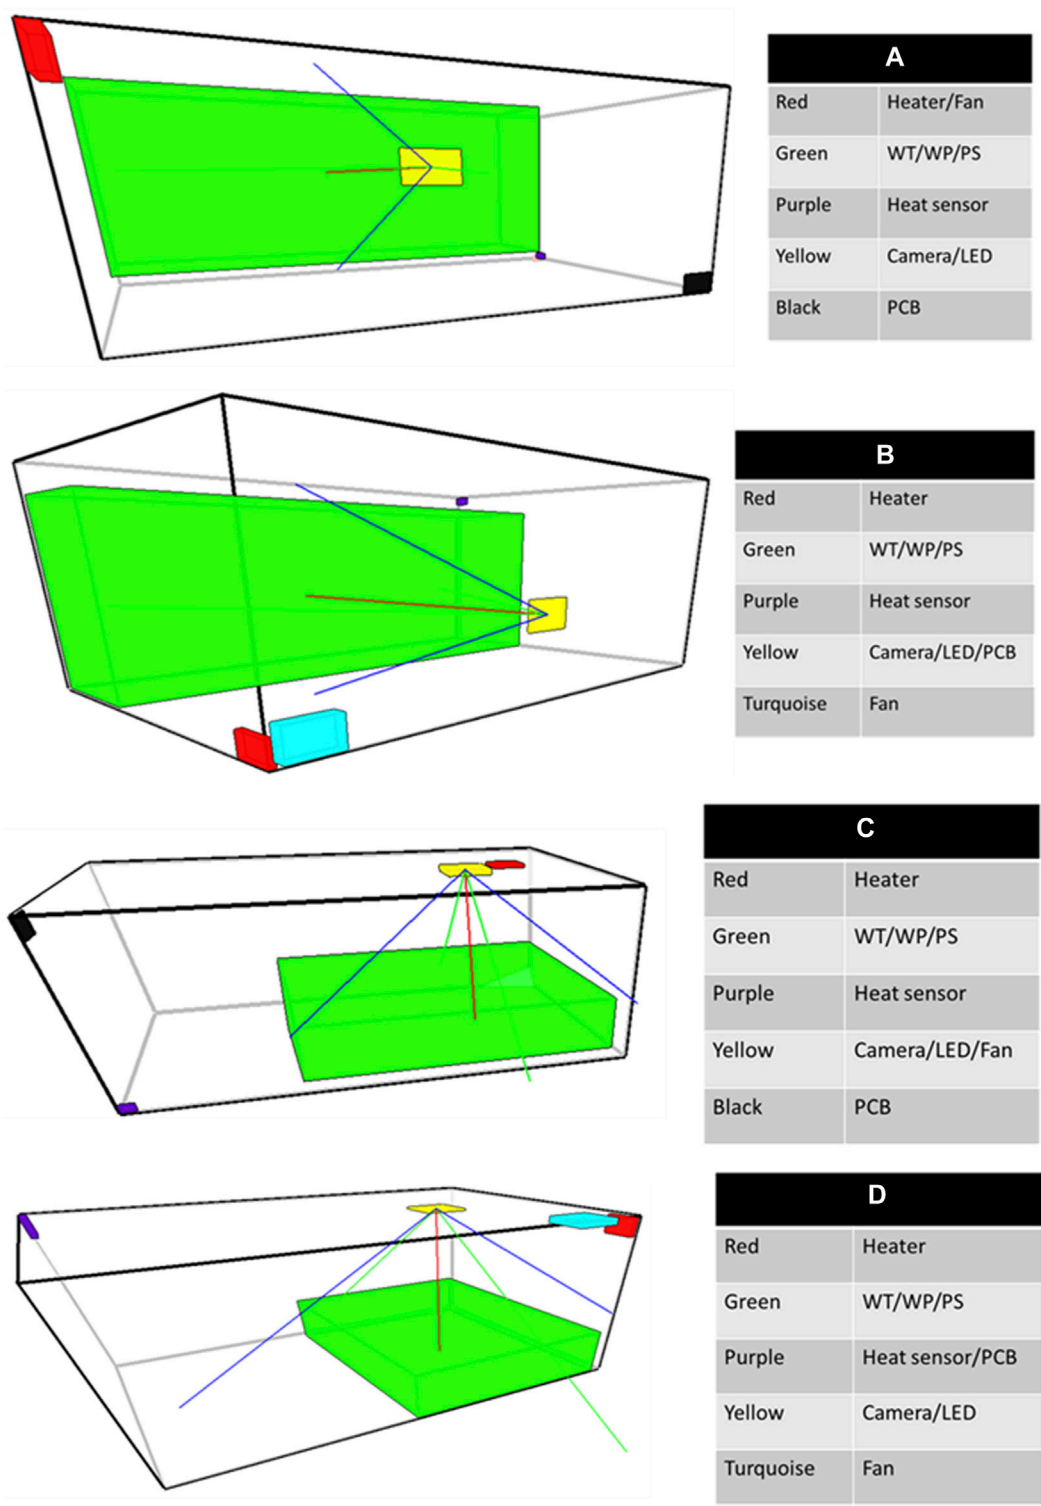 A
Red Heater/Fan
Green WT/WP/PS
Purple Heat sensor
Yellow Camera/LED
Black PCB
B
Red Heater
Green WT/WP/PS
Purple Heat sensor
Yellow Camera/LED/PCB
Turquoise Fan
C
Red Heater
Green WT/WP/PS
Purple Heat sensor
Yellow Camera/LED/Fan
Black PCB
D
Red Heater
Green WT/WP/PS
Purple Heat sensor/PCB
Yellow Camera/LED
Turquoise Fan